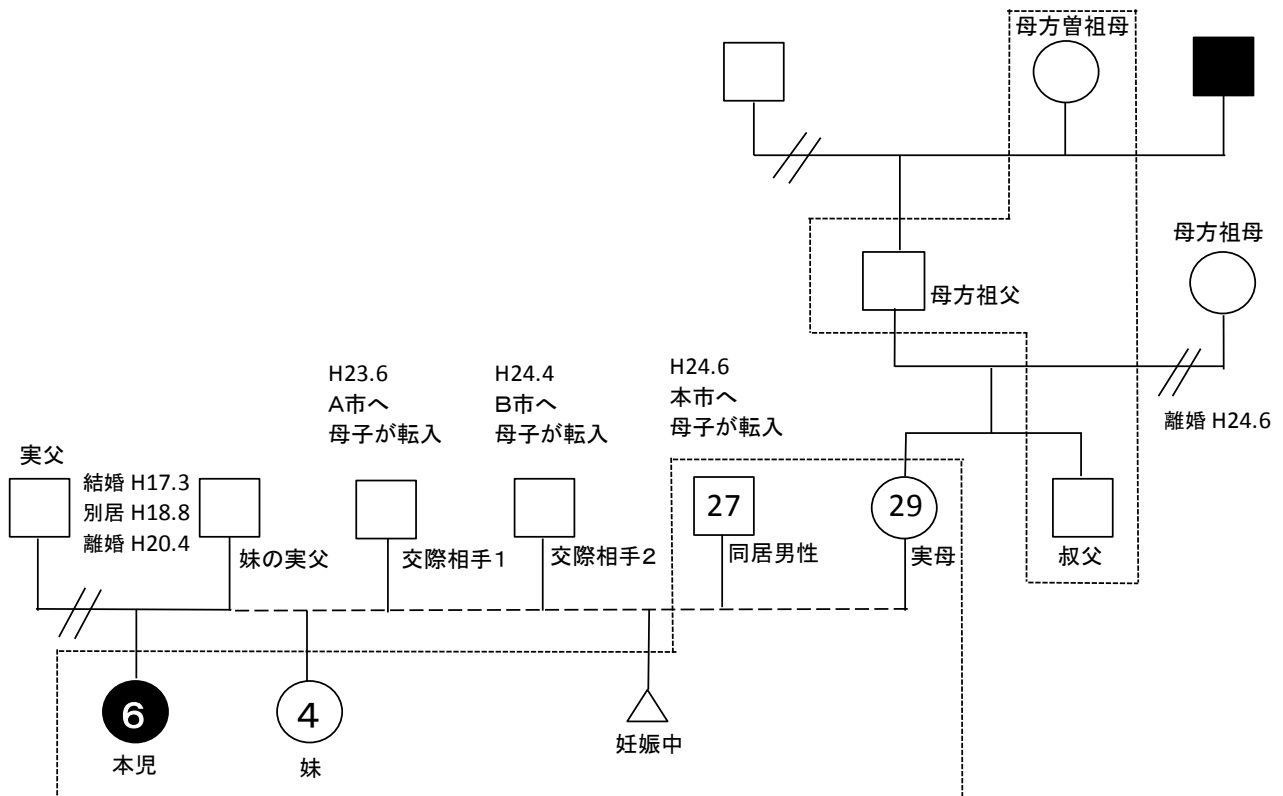 母方曽祖母
母方祖母
母方祖父
H23.6
A市へ
母子が転入
H24.4
B市へ
母子が転入
H24.6
本市へ
母子が転入
離婚 H24.6
実父
結婚 H17.3
別居 H18.8
離婚 H20.4
27
29
妹の実父
交際相手1
交際相手2
同居男性
実母
叔父
6
4
本児
妹
妊娠中